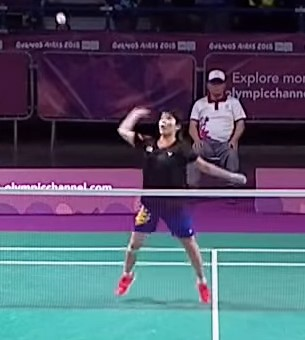 BUENOS AIRES 2018
BUENOS AIRES 2018
BUENOS AIRES 2018
Explore mor
olympicchannel
olympicchannel.com